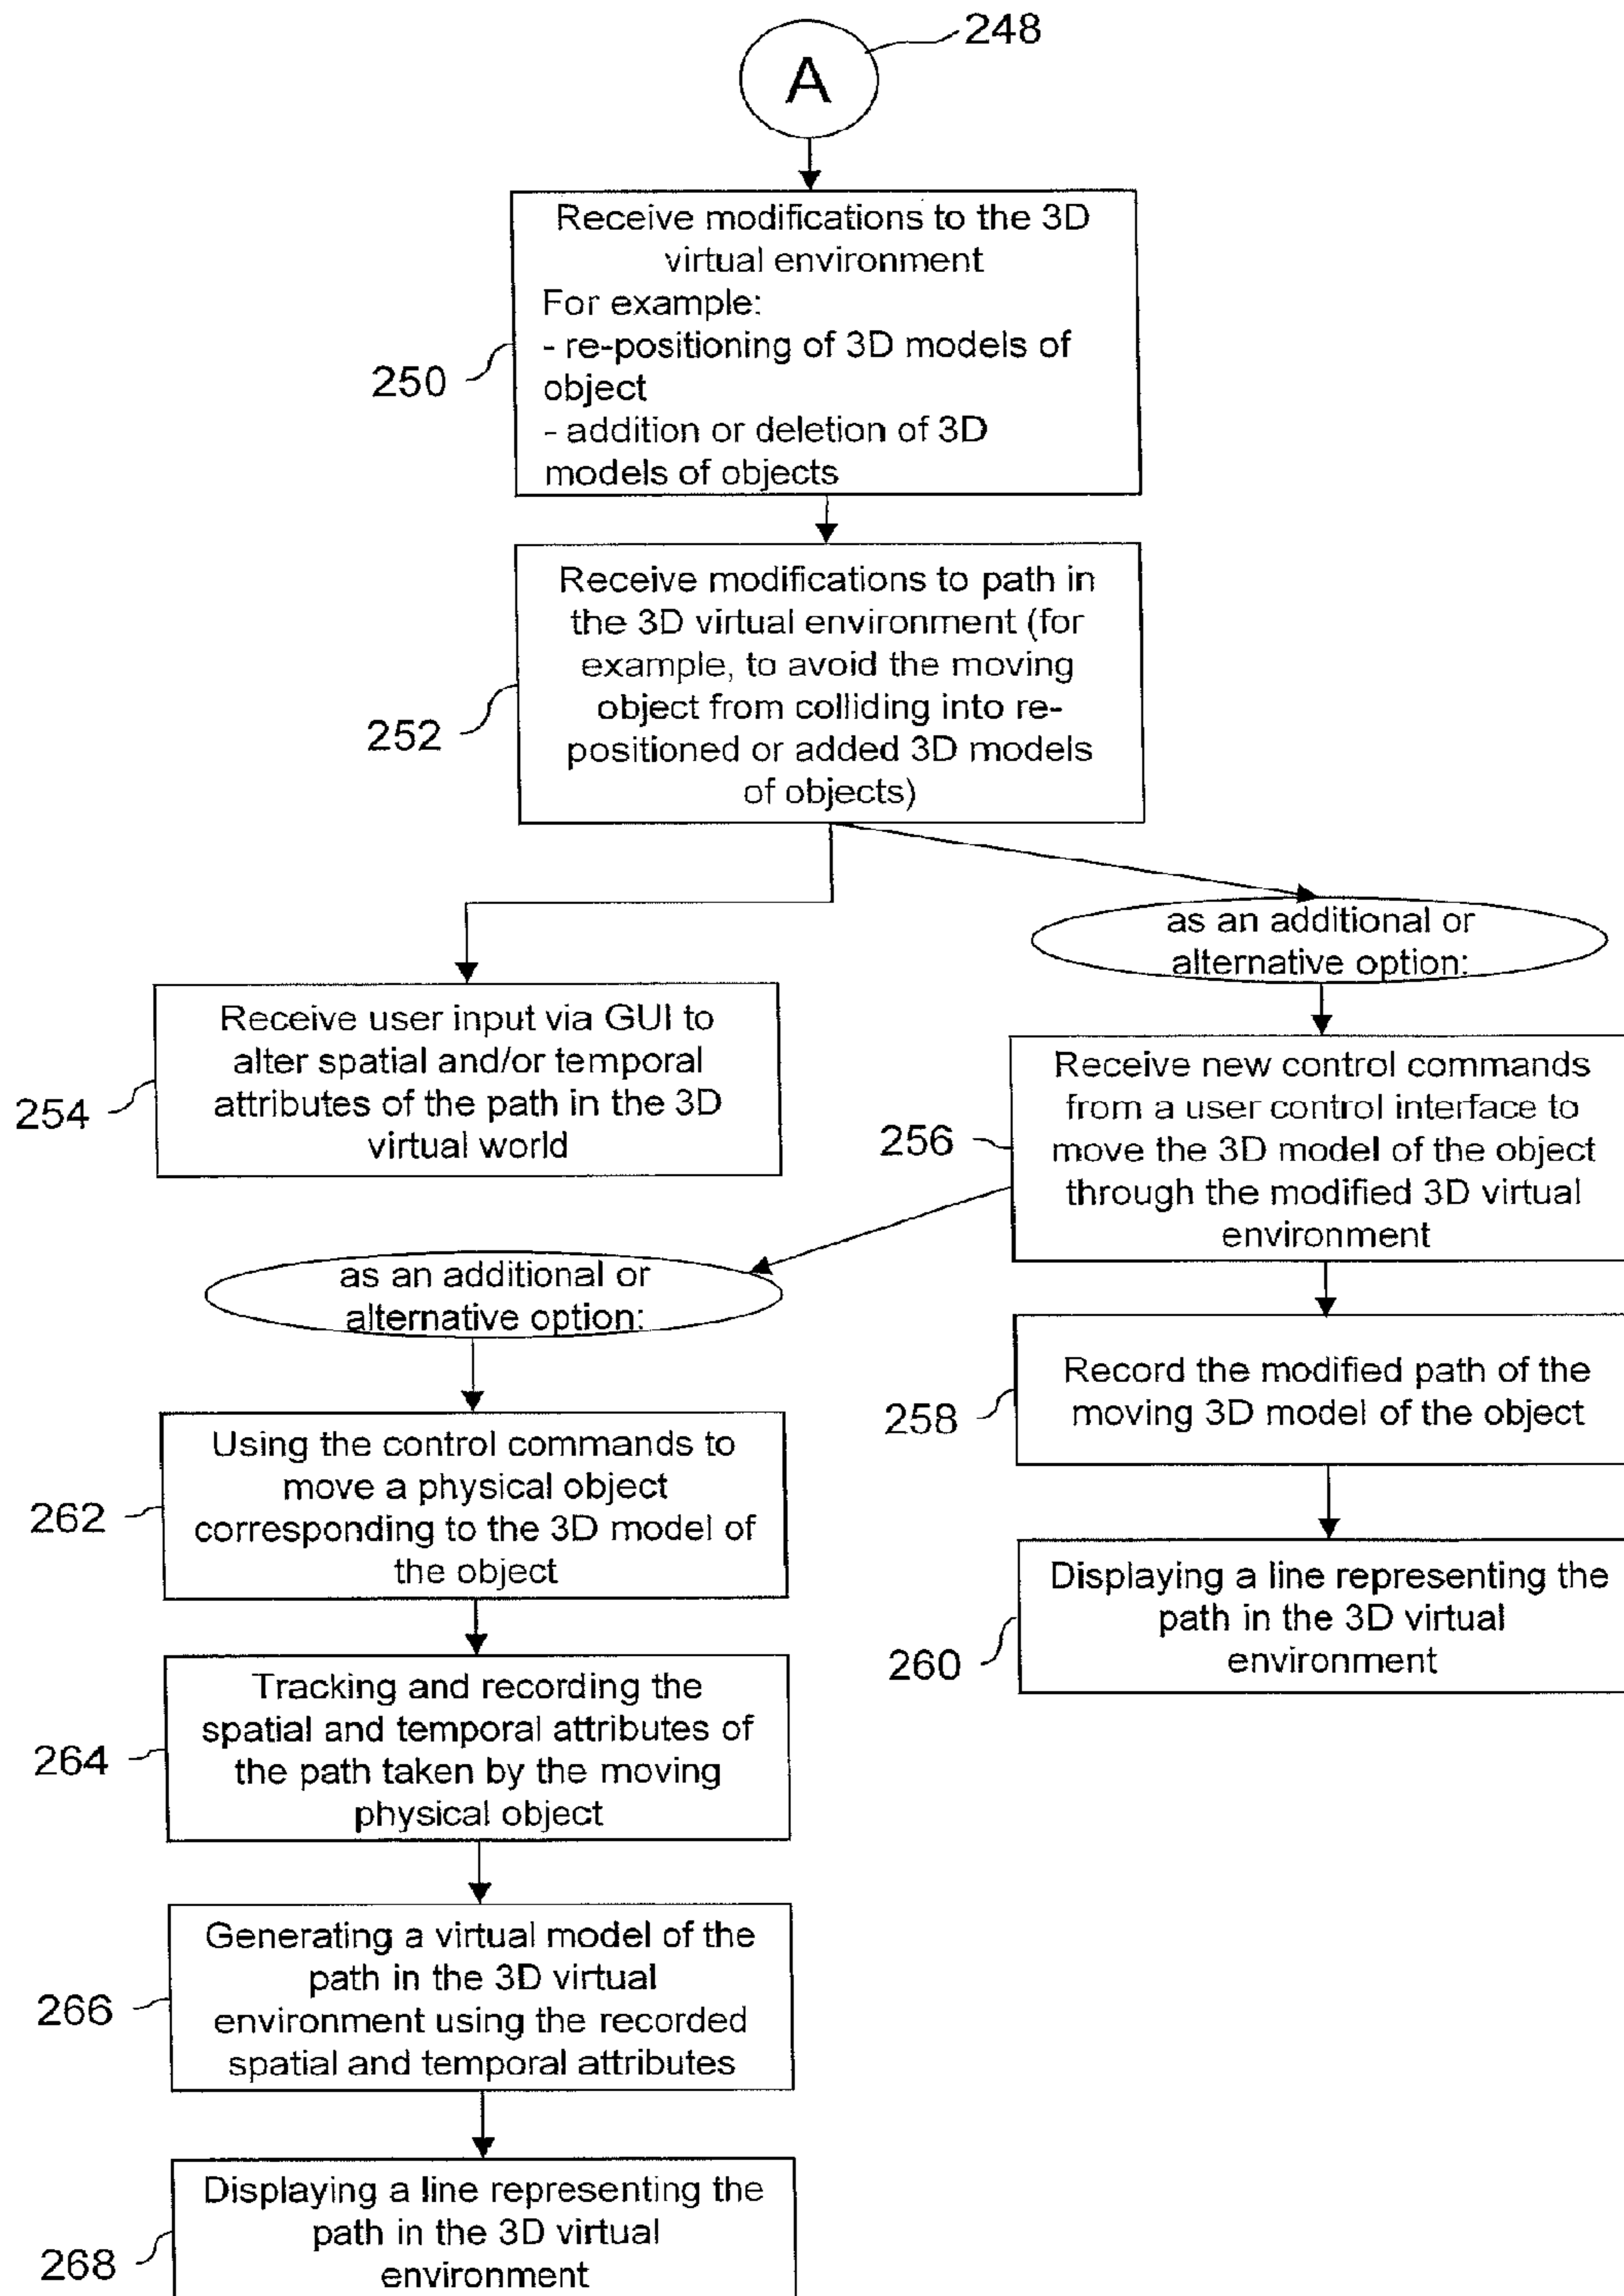 A
248
Receive modifications to the 3D
virtual environment
For example:
- re-positioning of 3D models of
object
- addition or deletion of 3D
models of objects
250
Receive modifications to path in
the 3D virtual environment (for
example, to avoid the moving
object from colliding into re-
positioned or added 3D models
of objects)
252
as an additional or
alternative option:
Receive user input via GUI to
alter spatial and/or temporal
attributes of the path in the 3D
virtual world
254
Receive new control commands
from a user control interface to
move the 3D model of the object
through the modified 3D virtual
environment
256
as an additional or
alternative option:
Record the modified path of the
moving 3D model of the object
258
Using the control commands to
move a physical object
corresponding to the 3D model of
the object
262
Displaying a line representing the
path in the 3D virtual
environment
260
Tracking and recording the
spatial and temporal attributes of
the path taken by the moving
physical object
264
Generating a virtual model of the
path in the 3D virtual
environment using the recorded
spatial and temporal attributes
266
Displaying a line representing the
path in the 3D virtual
environment
268